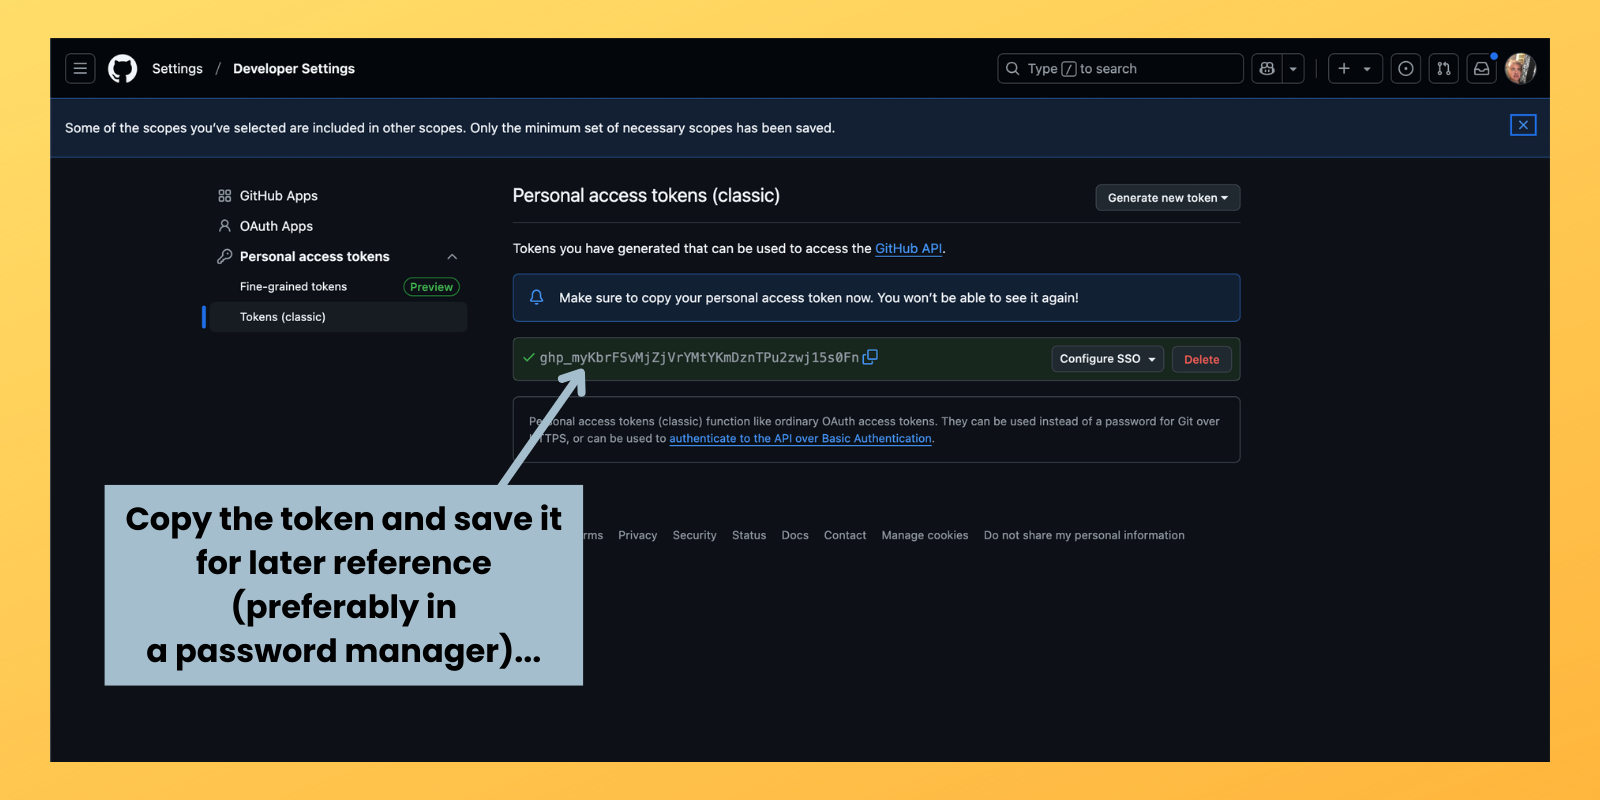 Settings / Developer Settings
Type / to search
Some of the scopes you’ve selected are included in other scopes. Only the minimum set of necessary scopes has been saved.
GitHub Apps
OAuth Apps
Personal access tokens
Fine-grained tokens Preview
Tokens (classic)
Personal access tokens (classic)
Generate new token
Tokens you have generated that can be used to access the GitHub API.
Make sure to copy your personal access token now. You won’t be able to see it again!
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
Configure SSO
Delete
Personal access tokens (classic) function like ordinary OAuth access tokens. They can be used instead of a password for Git over
HTTPS, or can be used to authenticate to the API over Basic Authentication.
Copy the token and save it
for later reference
(preferably in
a password manager)...
rms Privacy Security Status Docs Contact Manage cookies Do not share my personal information